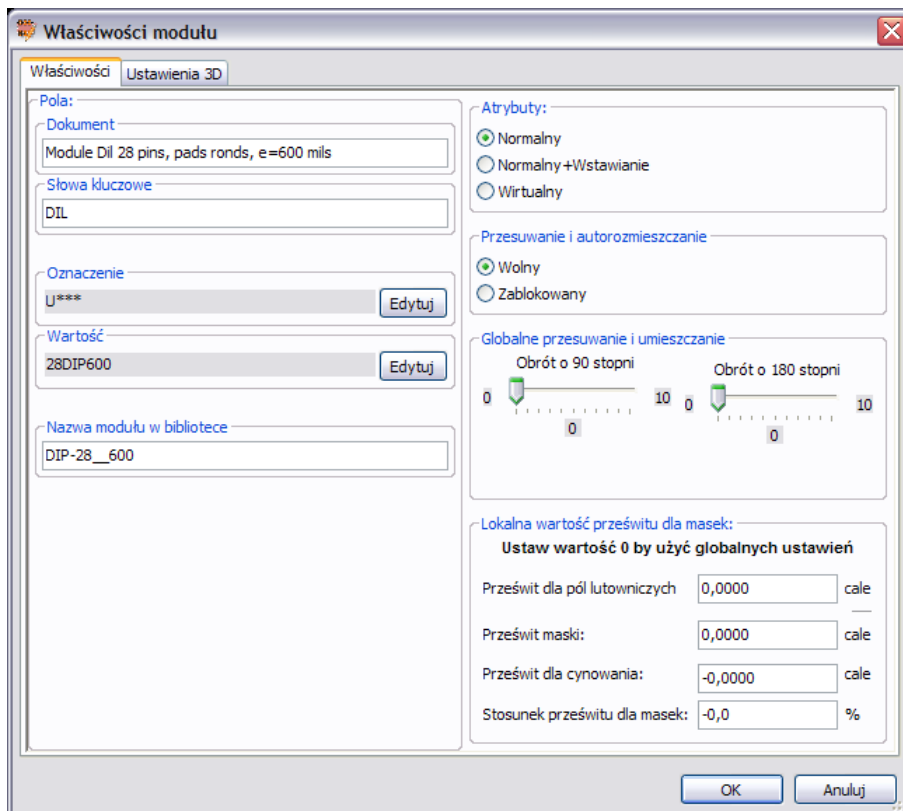 Właściwości modułu
Właściwości
Ustawienia 3D
Pola:
Dokument
Module Dil 28 pins, pads ronds, e=600 mils
Słowa kluczowe
DIL
Oznaczenie
U***
Edytuj
Wartość
28DIP600
Edytuj
Nazwa modułu w bibliotece
DIP-28__600
Atrybuty:
Normalny
Normalny+Wstawianie
Wirtualny
Przesuwanie i autorozmieszczanie
Wolny
Zablokowany
Globalne przesuwanie i umieszczanie
Obrót o 90 stopni
0
10
0
Obrót o 180 stopni
0
10
0
Lokalna wartość prześwitu dla masek:
Ustaw wartość 0 by użyć globalnych ustawień
Prześwit dla pól lutowniczych 0,0000 cale
Prześwit maski: 0,0000 cale
Prześwit dla cynowania: -0,0000 cale
Stosunek prześwitu dla masek: -0,0 %
OK
Anuluj